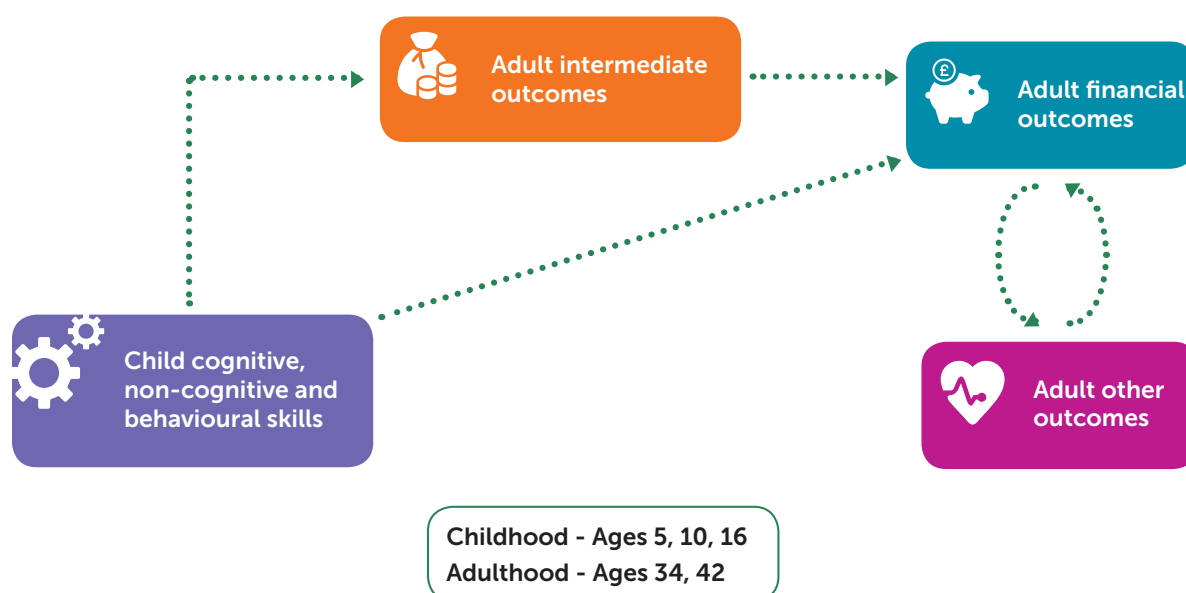 Adult intermediate
outcomes
£
Adult financial
outcomes
Child cognitive,
non-cognitive and
behavioural skills
Adult other
outcomes
Childhood - Ages 5, 10, 16
Adulthood - Ages 34, 42